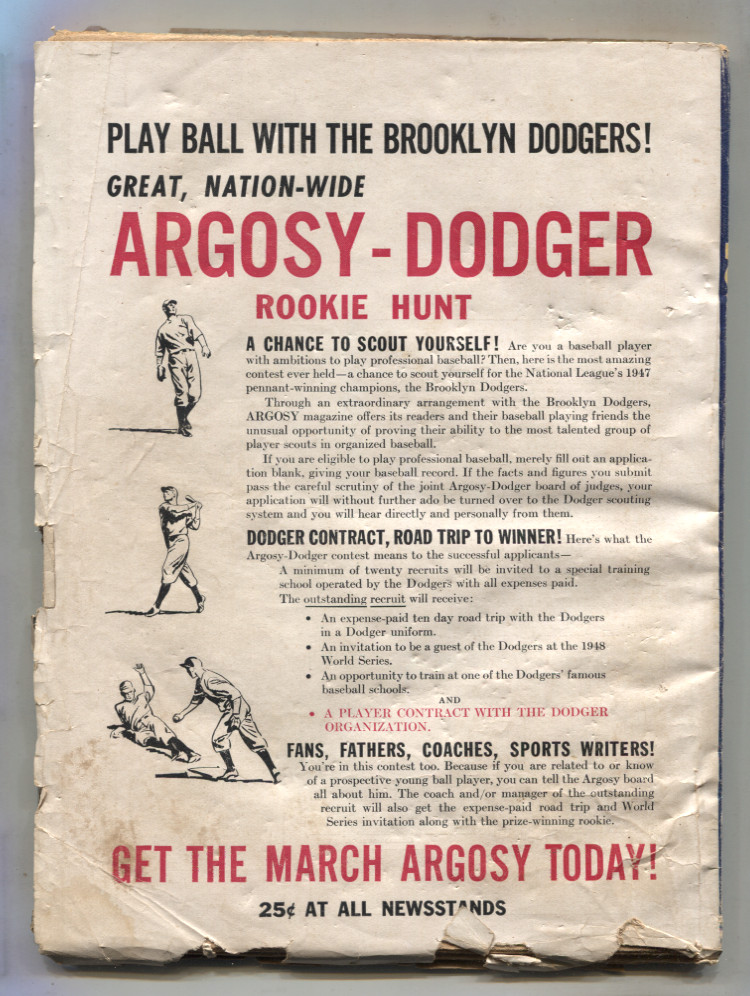 PLAY BALL WITH THE BROOKLYN DODGERS!
GREAT, NATION-WIDE
ARGOSY - DODGER
ROOKIE HUNT
A CHANCE TO SCOUT YOURSELF! Are you a baseball player
with ambitions to play professional baseball? Then, here is the most amazing
contest ever held—a chance to scout yourself for the National League's 1947
pennant-winning champions, the Brooklyn Dodgers.
Through an extraordinary arrangement with the Brooklyn Dodgers,
ARGOSY magazine offers its readers and their baseball playing friends the
unusual opportunity of proving their ability to the most talented group of
player scouts in organized baseball.
If you are eligible to play professional baseball, merely fill out an applica-
tion blank, giving your baseball record. If the facts and figures you submit
pass the careful scrutiny of the joint Argosy-Dodger board of judges, your
application will without further ado be turned over to the Dodger scouting
system and you will hear directly and personally from them.
DODGER CONTRACT, ROAD TRIP TO WINNER! Here's what the
Argosy-Dodger contest means to the successful applicants—
A minimum of twenty recruits will be invited to a special training
school operated by the Dodgers with all expenses paid.
The outstanding recruit will receive:
• An expense-paid ten day road trip with the Dodgers
in a Dodger uniform.
• An invitation to be a guest of the Dodgers at the 1948
World Series.
• An opportunity to train at one of the Dodgers' famous
baseball schools.
AND
• A PLAYER CONTRACT WITH THE DODGER
ORGANIZATION.
FANS, FATHERS, COACHES, SPORTS WRITERS!
You're in this contest too. Because if you are related to or know
of a prospective young ball player, you can tell the Argosy board
all about him. The coach and/or manager of the outstanding
recruit will also get the expense-paid road trip and World
Series invitation along with the prize-winning rookie.
GET THE MARCH ARGOSY TODAY!
25¢ AT ALL NEWSSTANDS